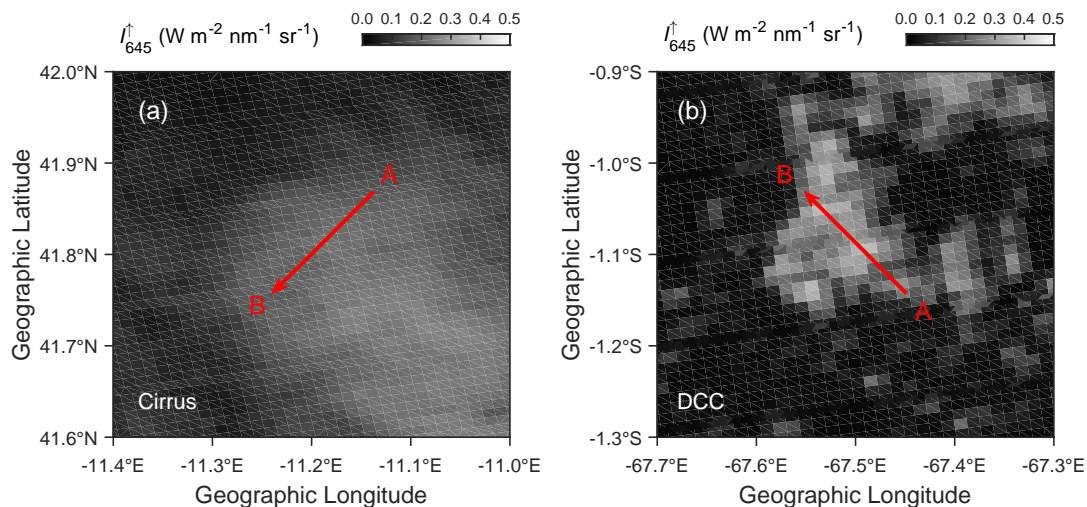 0.0 0.1 0.2 0.3 0.4 0.5
I↑645 (W m-2 nm-1 sr-1)
42.0°N
41.9°N
41.8°N
41.7°N
41.6°N
Geographic Latitude
(a)
A
B
Cirrus
-11.4°E -11.3°E -11.2°E -11.1°E -11.0°E
Geographic Longitude
0.0 0.1 0.2 0.3 0.4 0.5
I↑645 (W m-2 nm-1 sr-1)
-0.9°S
-1.0°S
-1.1°S
-1.2°S
-1.3°S
Geographic Latitude
(b)
B
A
DCC
-67.7°E -67.6°E -67.5°E -67.4°E -67.3°E
Geographic Longitude